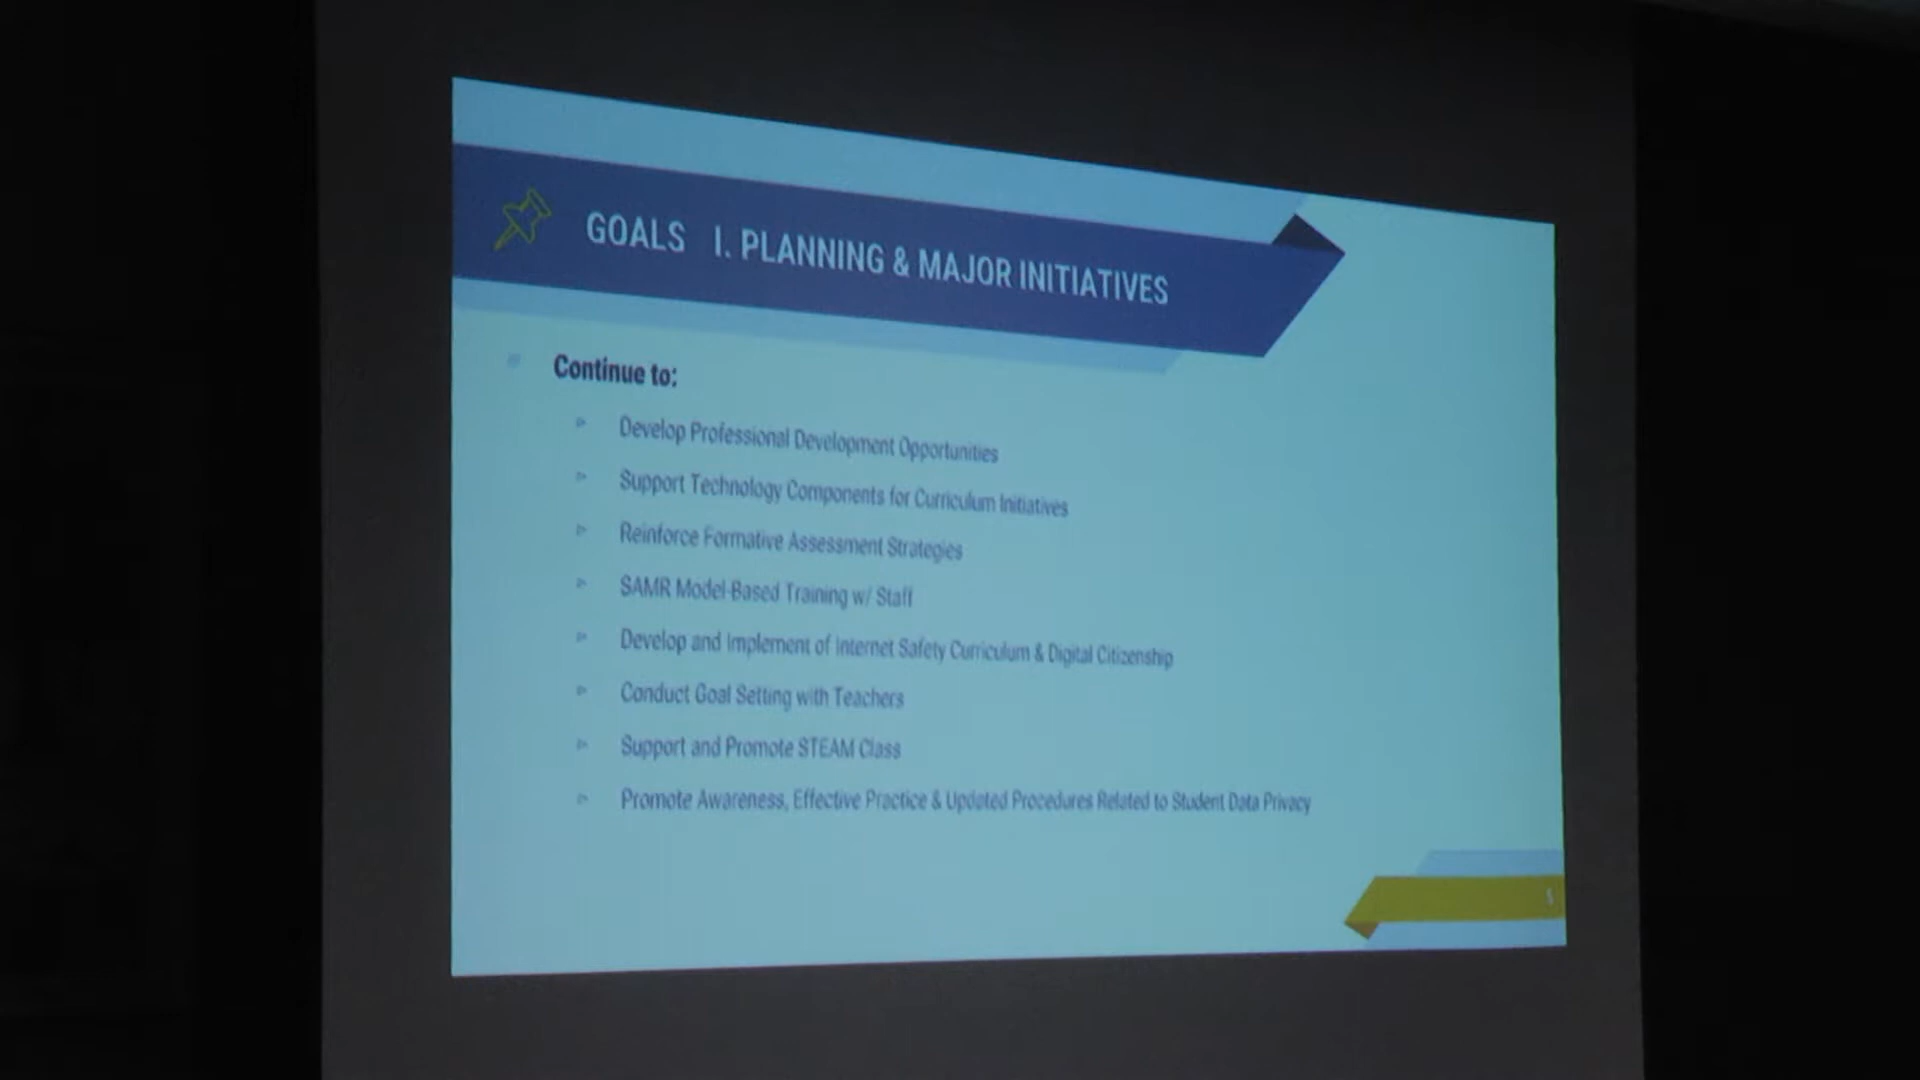 GOALS I. PLANNING & MAJOR INITIATIVES
Continue to:
Develop Professional Development Opportunities
Support Technology Components for Curriculum Initiatives
Reinforce Formative Assessment Strategies
SAMR Model-Based Training w/ Staff
Develop and Implement of Internet Safety Curriculum & Digital Citizenship
Conduct Goal Setting with Teachers
Support and Promote STEAM Class
Promote Awareness, Effective Practice & Updated Procedures Related to Student Data Privacy